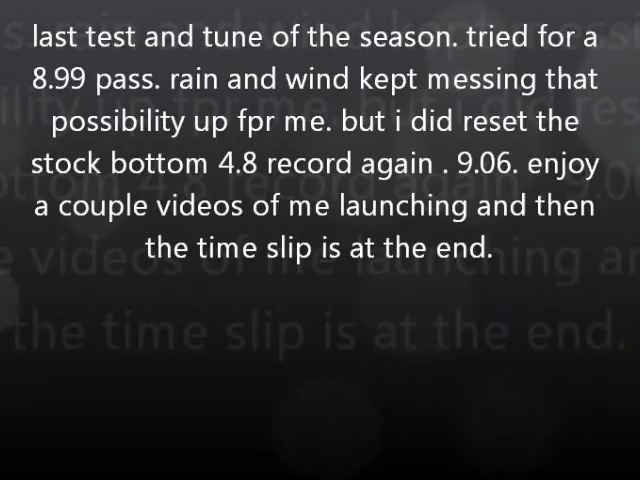 last test and tune of the season. tried for a
8.99 pass. rain and wind kept messing that
possibility up fpr me. but i did reset the
stock bottom 4.8 record again . 9.06. enjoy
a couple videos of me launching and then
the time slip is at the end.